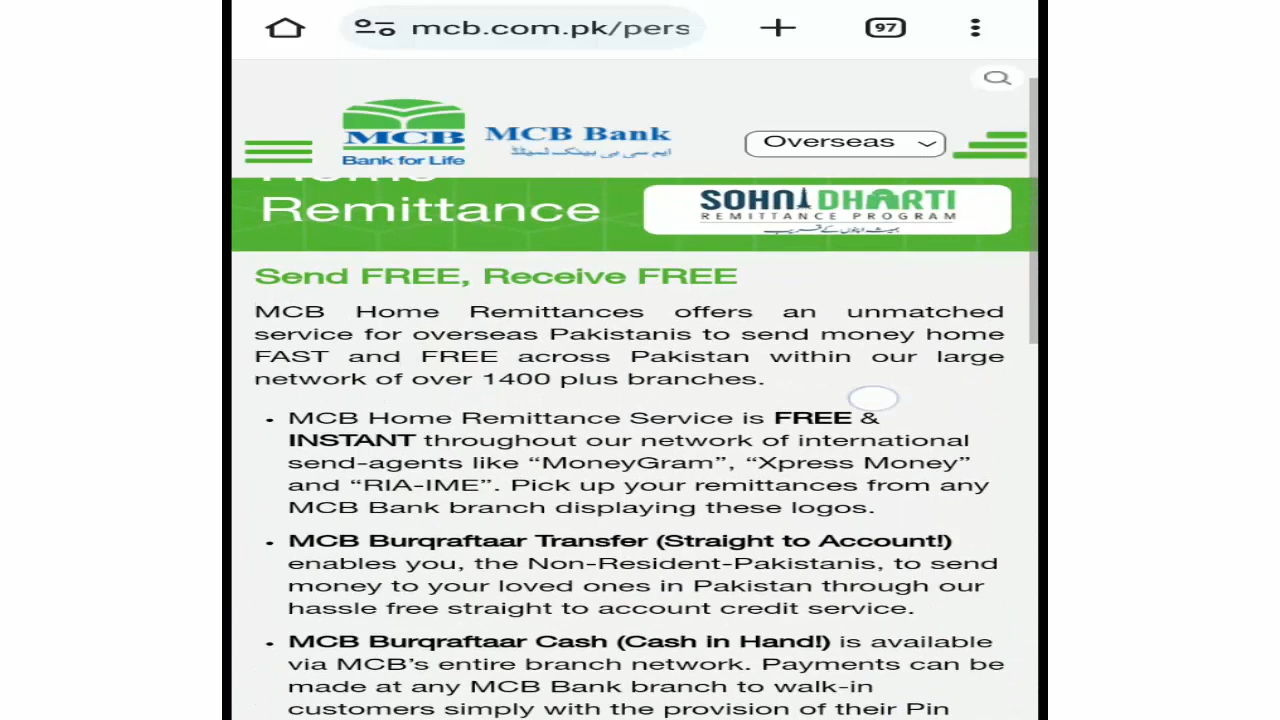 mcb.com.pk/pers
97
MCB
Bank for Life
MCB Bank
ایم سی بی بینک لمیٹڈ
Overseas
Home
Remittance
SOHNI DHARTI
REMITTANCE PROGRAM
Send FREE, Receive FREE
MCB Home Remittances offers an unmatched
service for overseas Pakistanis to send money home
FAST and FREE across Pakistan within our large
network of over 1400 plus branches.
• MCB Home Remittance Service is FREE &
INSTANT throughout our network of international
send-agents like “MoneyGram”, “Xpress Money”
and “RIA-IME”. Pick up your remittances from any
MCB Bank branch displaying these logos.
• MCB Burqraftaar Transfer (Straight to Account!)
enables you, the Non-Resident-Pakistanis, to send
money to your loved ones in Pakistan through our
hassle free straight to account credit service.
• MCB Burqraftaar Cash (Cash in Hand!) is available
via MCB’s entire branch network. Payments can be
made at any MCB Bank branch to walk-in
customers simply with the provision of their Pin